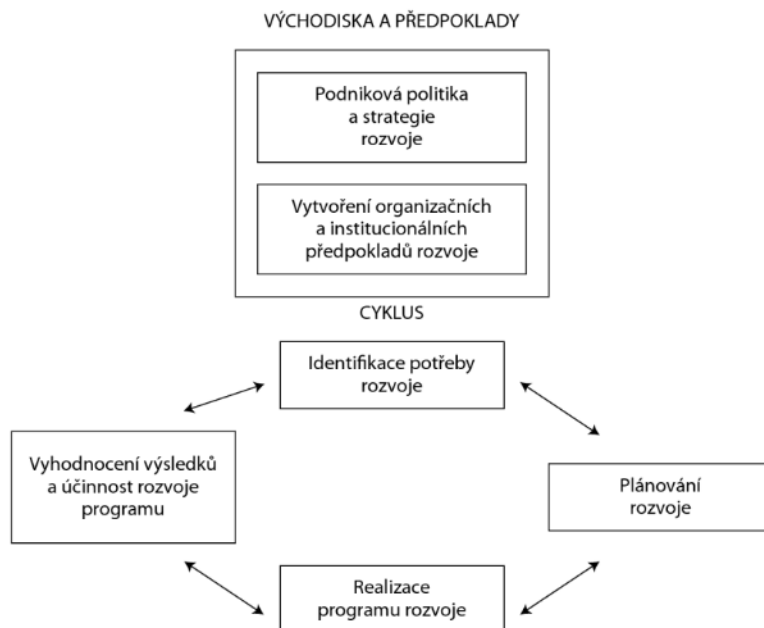 VÝCHODISKA A PŘEDPOKLADY
Podniková politika
a strategie
rozvoje
Vytvoření organizačních
a institucionálních
předpokladů rozvoje
CYKLUS
Identifikace potřeby
rozvoje
Vyhodnocení výsledků
a účinnost rozvoje
programu
Plánování
rozvoje
Realizace
programu rozvoje